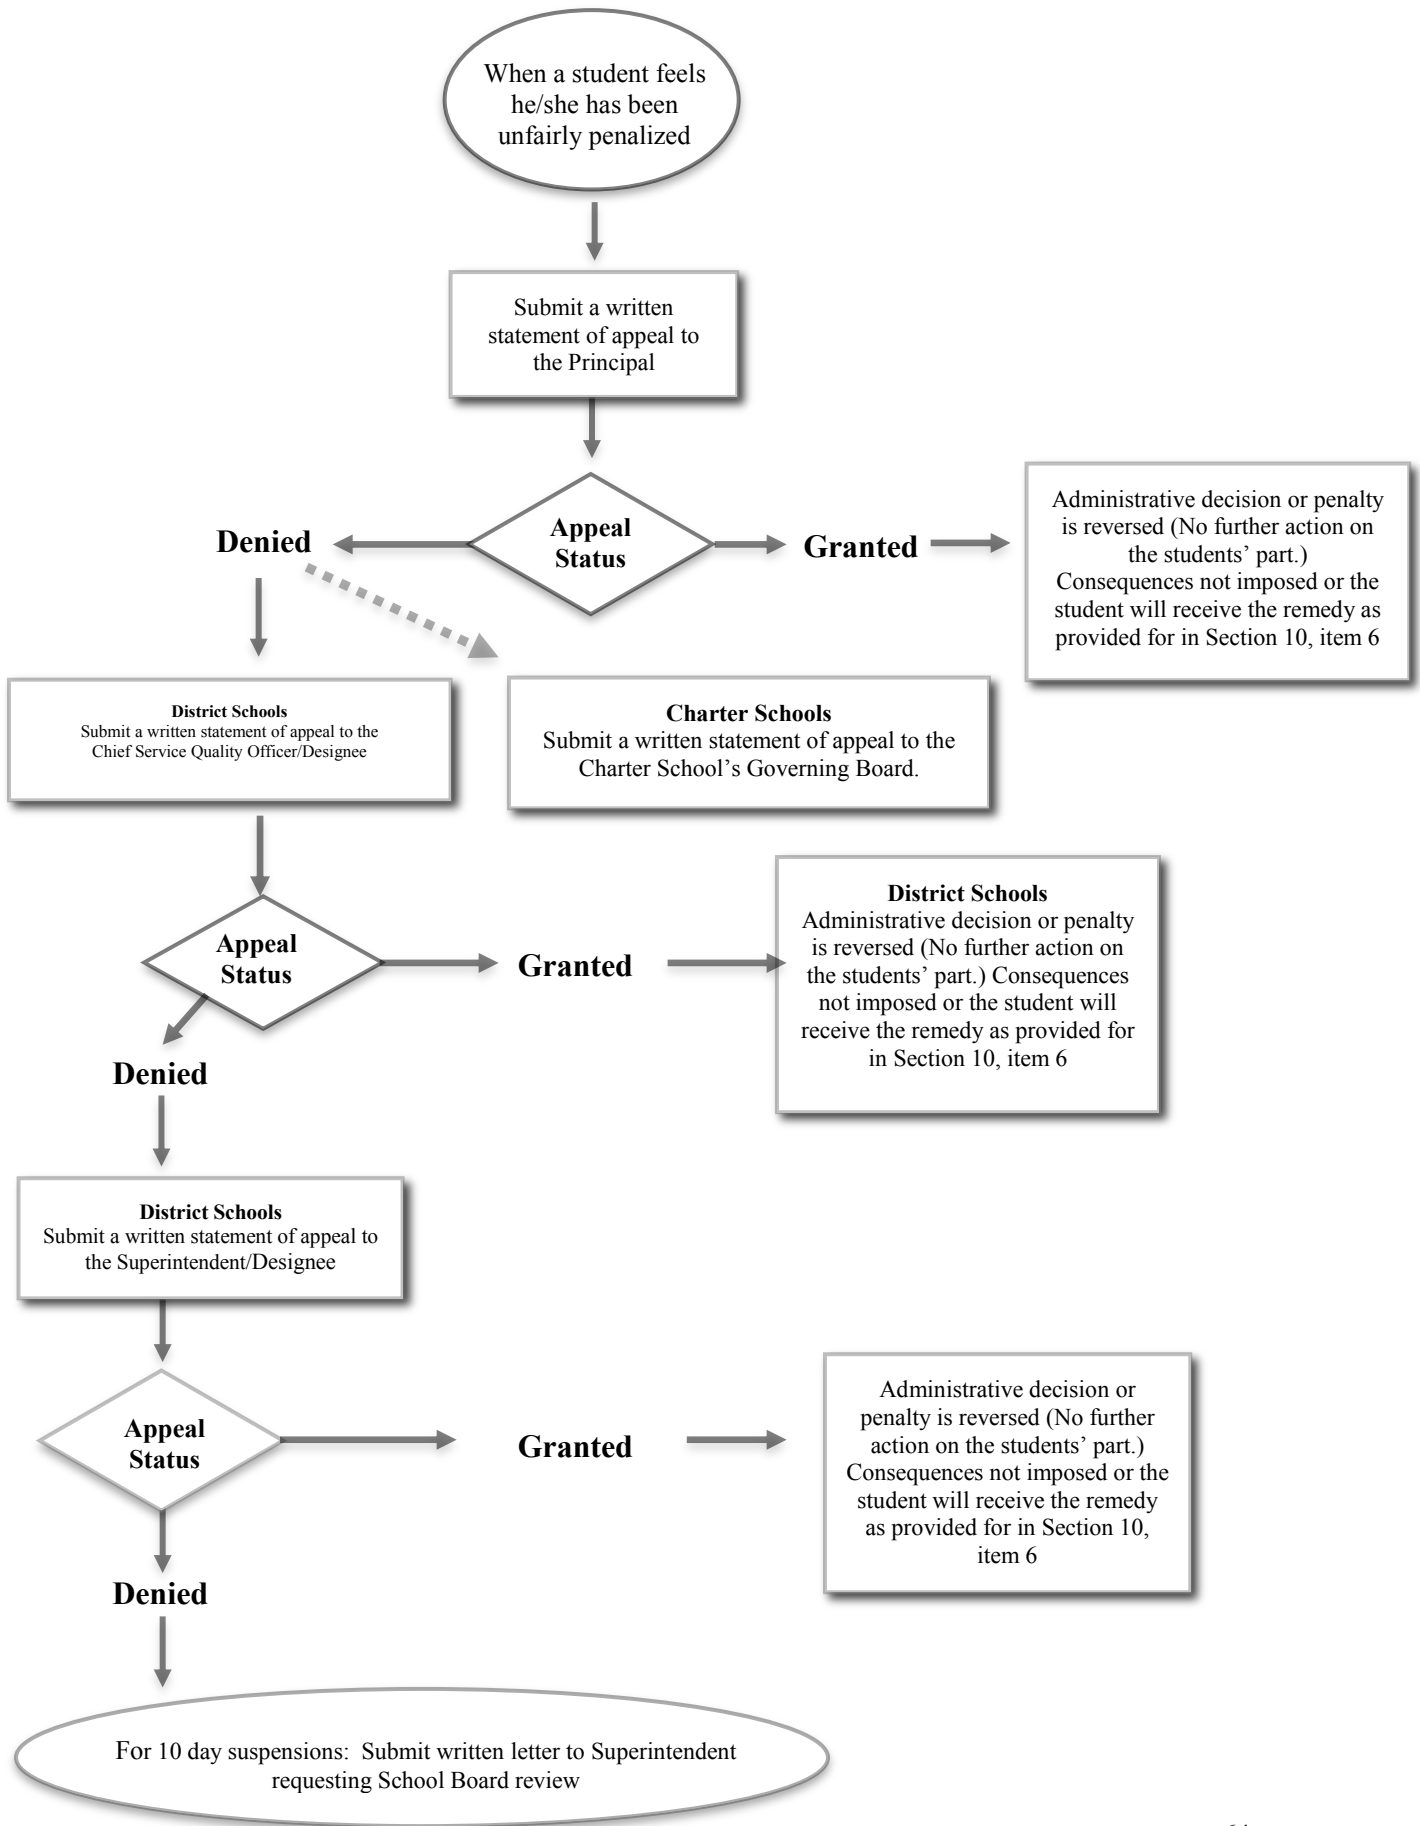 When a student feels
he/she has been
unfairly penalized
Submit a written
statement of appeal to
the Principal
Appeal
Status
Denied
Granted
Administrative decision or penalty
is reversed (No further action on
the students’ part.)
Consequences not imposed or the
student will receive the remedy as
provided for in Section 10, item 6
District Schools
Submit a written statement of appeal to the
Chief Service Quality Officer/Designee
Charter Schools
Submit a written statement of appeal to the
Charter School’s Governing Board.
Appeal
Status
Granted
District Schools
Administrative decision or penalty
is reversed (No further action on
the students’ part.) Consequences
not imposed or the student will
receive the remedy as provided for
in Section 10, item 6
Denied
District Schools
Submit a written statement of appeal to
the Superintendent/Designee
Appeal
Status
Granted
Administrative decision or
penalty is reversed (No further
action on the students’ part.)
Consequences not imposed or the
student will receive the remedy
as provided for in Section 10,
item 6
Denied
For 10 day suspensions:  Submit written letter to Superintendent
requesting School Board review